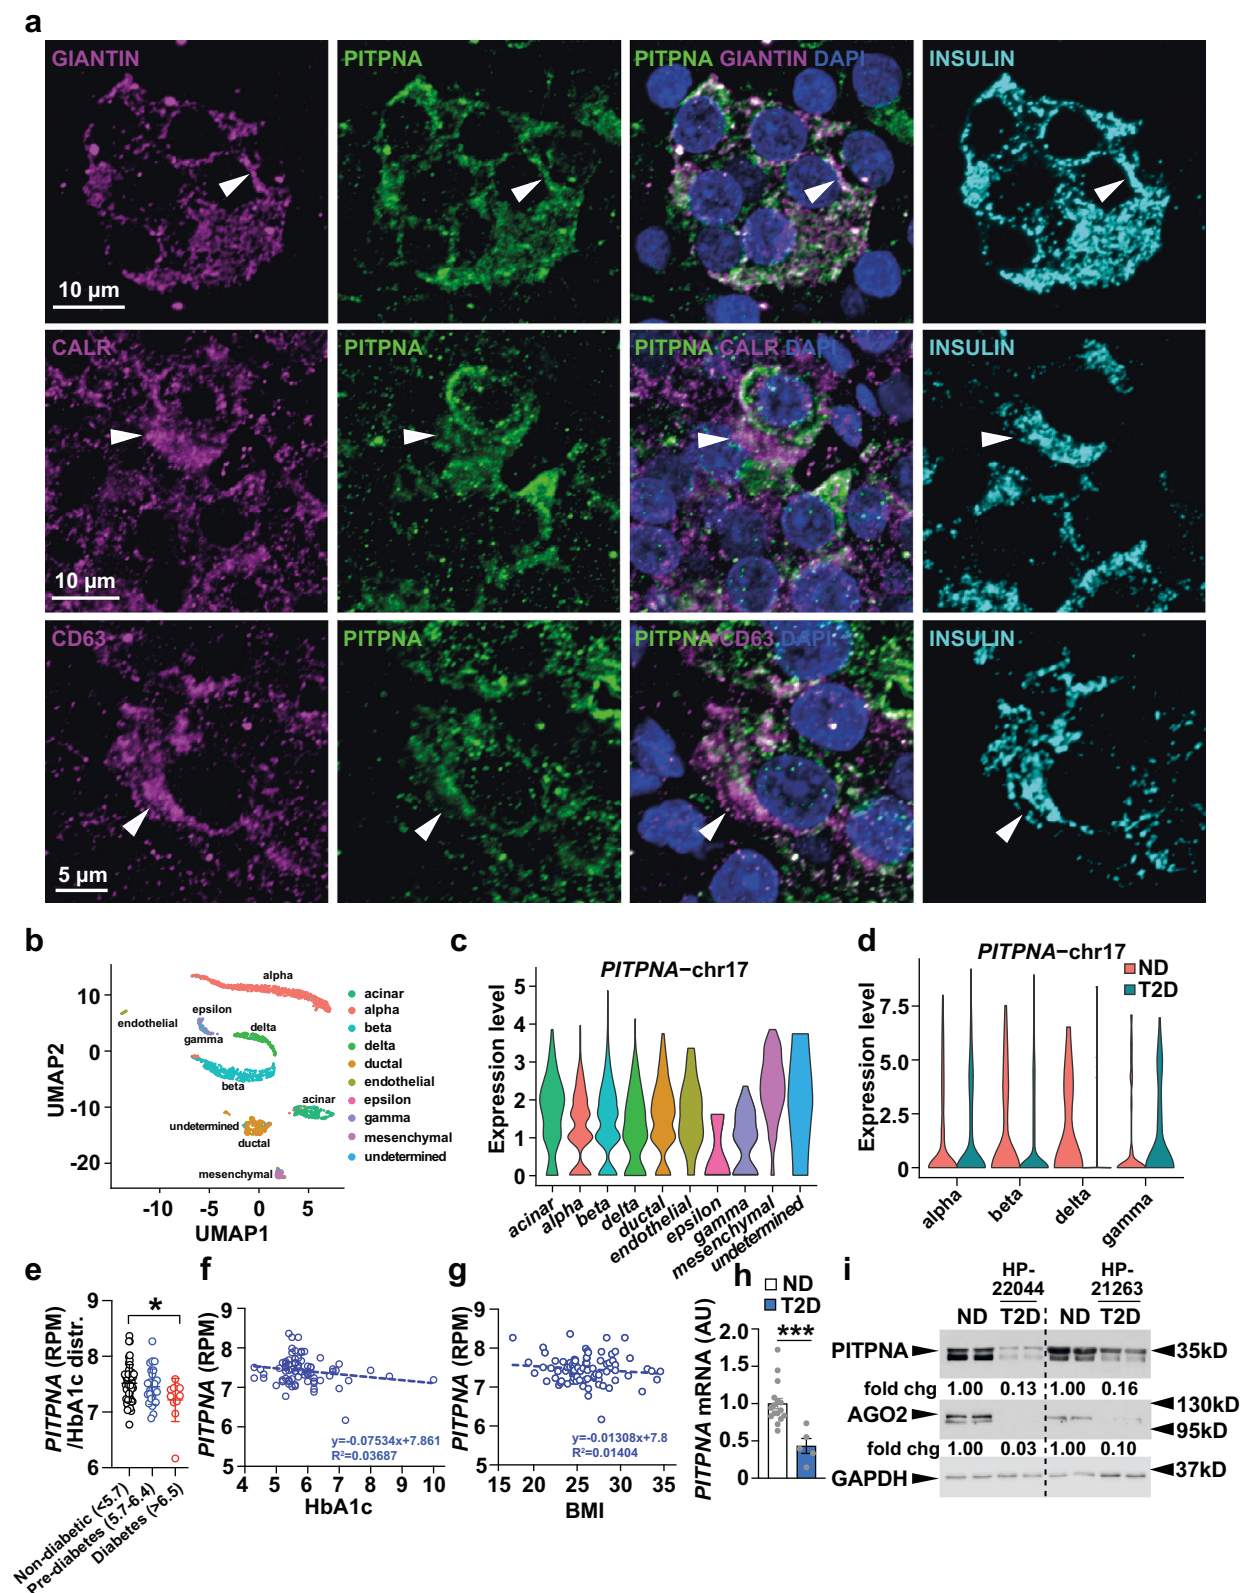 a
GIANTIN
PITPNA
PITPNA GIANTIN DAPI
INSULIN
10 µm
CALR
PITPNA
PITPNA CALR DAPI
INSULIN
10 µm
CD63
PITPNA
PITPNA CD63 DAPI
INSULIN
5 µm
b
UMAP2
10
0
-10
-20
-10
-5
0
5
UMAP1
alpha
epsilon
endothelial
gamma
delta
beta
acinar
undetermined
ductal
mesenchymal
acinar
alpha
beta
delta
ductal
endothelial
epsilon
gamma
mesenchymal
undetermined
c
PITPNA−chr17
Expression level
5
4
3
2
1
0
acinar
alpha
beta
delta
ductal
endothelial
epsilon
gamma
mesenchymal
undetermined
d
PITPNA−chr17
ND
T2D
Expression level
7.5
5.0
2.5
0
alpha
beta
delta
gamma
e
PITPNA (RPM)
/HbA1c distr.
9
8
7
6
*
Non-diabetic (<5.7)
Pre-diabetes (5.7-6.4)
Diabetes (>6.5)
f
PITPNA (RPM)
9
8
7
6
5
y=-0.07534x+7.861
R²=0.03687
4 5 6 7 8 9 10
HbA1c
g
PITPNA (RPM)
9
8
7
6
5
y=-0.01308x+7.8
R²=0.01404
15 20 25 30 35
BMI
h
ND
T2D
PITPNA mRNA (AU)
2.0
1.5
1.0
0.5
0
***
i
HP-
22044
HP-
21263
ND T2D ND T2D
PITPNA
35kD
fold chg 1.00 0.13 1.00 0.16
130kD
AGO2
95kD
fold chg 1.00 0.03 1.00 0.10
37kD
GAPDH